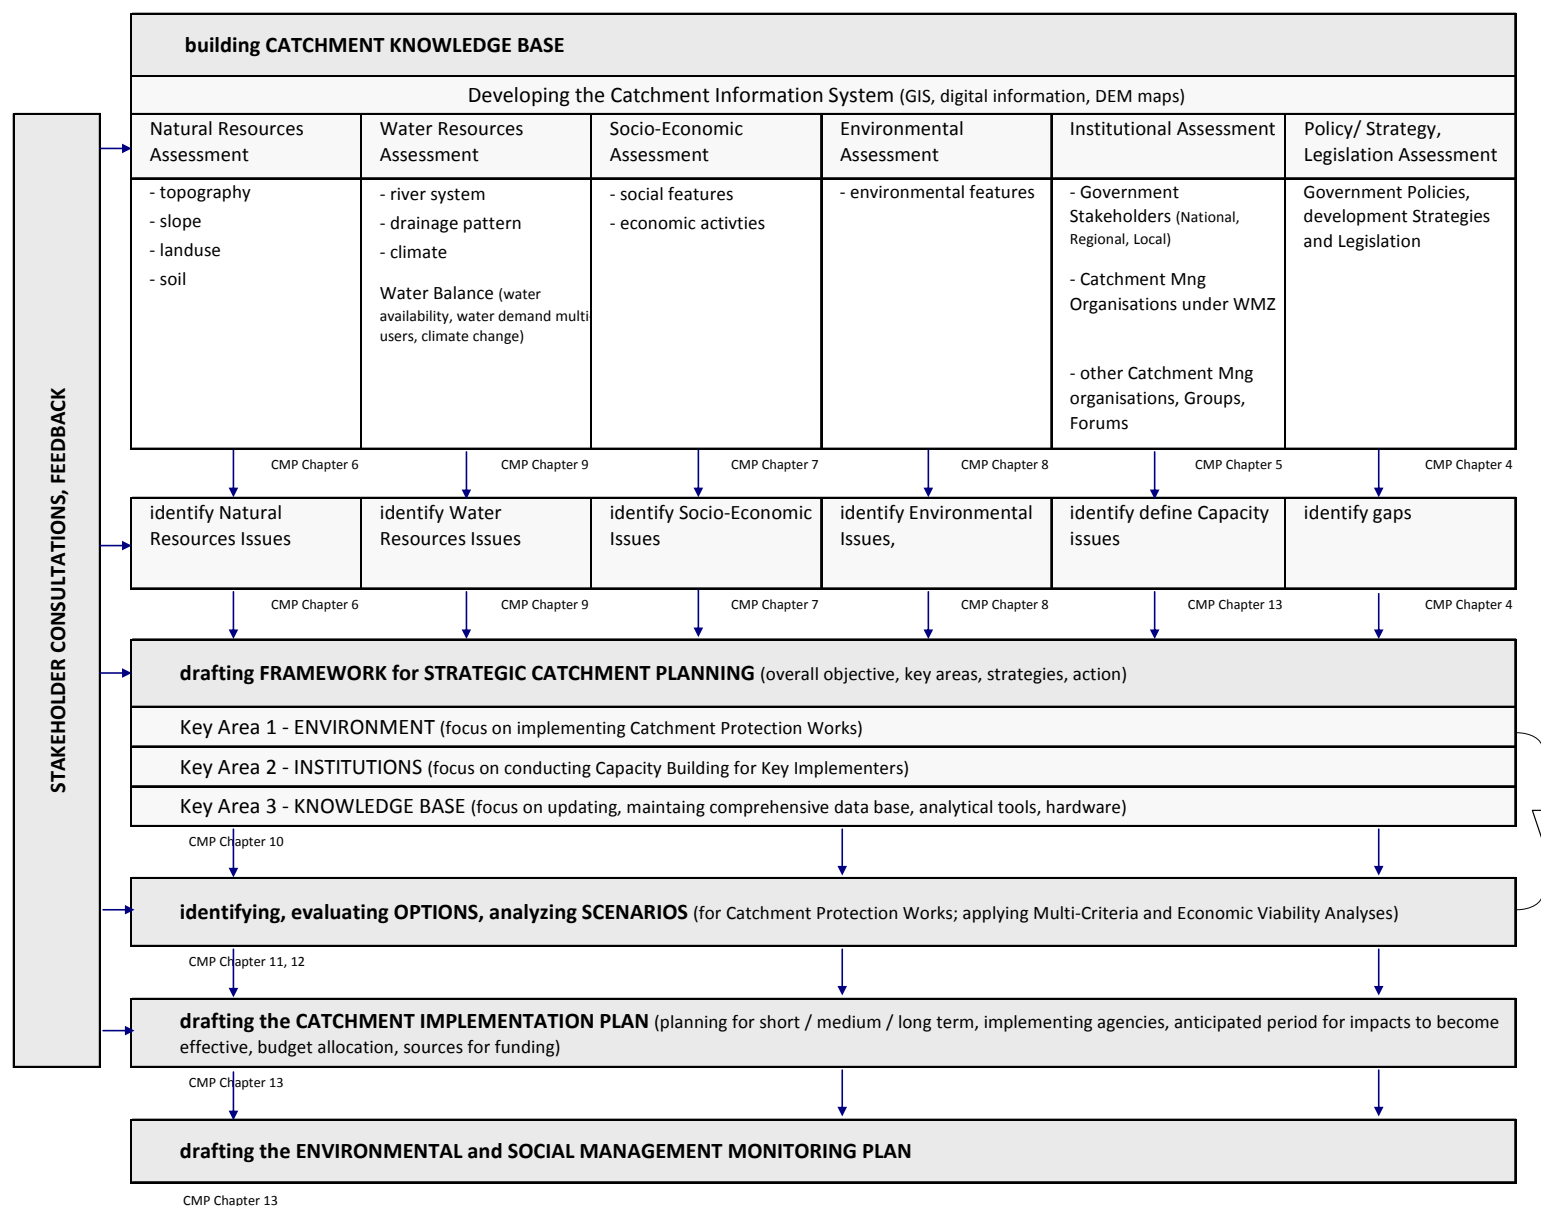 building CATCHMENT KNOWLEDGE BASE
Developing the Catchment Information System (GIS, digital information, DEM maps)
STAKEHOLDER CONSULTATIONS, FEEDBACK
Natural Resources
Assessment
Water Resources
Assessment
Socio-Economic
Assessment
Environmental
Assessment
Institutional Assessment
Policy/ Strategy,
Legislation Assessment
- topography
- slope
- landuse
- soil
- river system
- drainage pattern
- climate
Water Balance (water
availability, water demand multi-
users, climate change)
- social features
- economic activties
- environmental features
- Government
Stakeholders (National,
Regional, Local)
- Catchment Mng
Organisations under WMZ
- other Catchment Mng
organisations, Groups,
Forums
Government Policies,
development Strategies
and Legislation
CMP Chapter 6
CMP Chapter 9
CMP Chapter 7
CMP Chapter 8
CMP Chapter 5
CMP Chapter 4
identify Natural
Resources Issues
identify Water
Resources Issues
identify Socio-Economic
Issues
identify Environmental
Issues,
identify define Capacity
issues
identify gaps
CMP Chapter 6
CMP Chapter 9
CMP Chapter 7
CMP Chapter 8
CMP Chapter 13
CMP Chapter 4
drafting FRAMEWORK for STRATEGIC CATCHMENT PLANNING (overall objective, key areas, strategies, action)
Key Area 1 - ENVIRONMENT (focus on implementing Catchment Protection Works)
Key Area 2 - INSTITUTIONS (focus on conducting Capacity Building for Key Implementers)
Key Area 3 - KNOWLEDGE BASE (focus on updating, maintaing comprehensive data base, analytical tools, hardware)
CMP Chapter 10
identifying, evaluating OPTIONS, analyzing SCENARIOS (for Catchment Protection Works; applying Multi-Criteria and Economic Viability Analyses)
CMP Chapter 11, 12
drafting the CATCHMENT IMPLEMENTATION PLAN (planning for short / medium / long term, implementing agencies, anticipated period for impacts to become
effective, budget allocation, sources for funding)
CMP Chapter 13
drafting the ENVIRONMENTAL and SOCIAL MANAGEMENT MONITORING PLAN
CMP Chapter 13